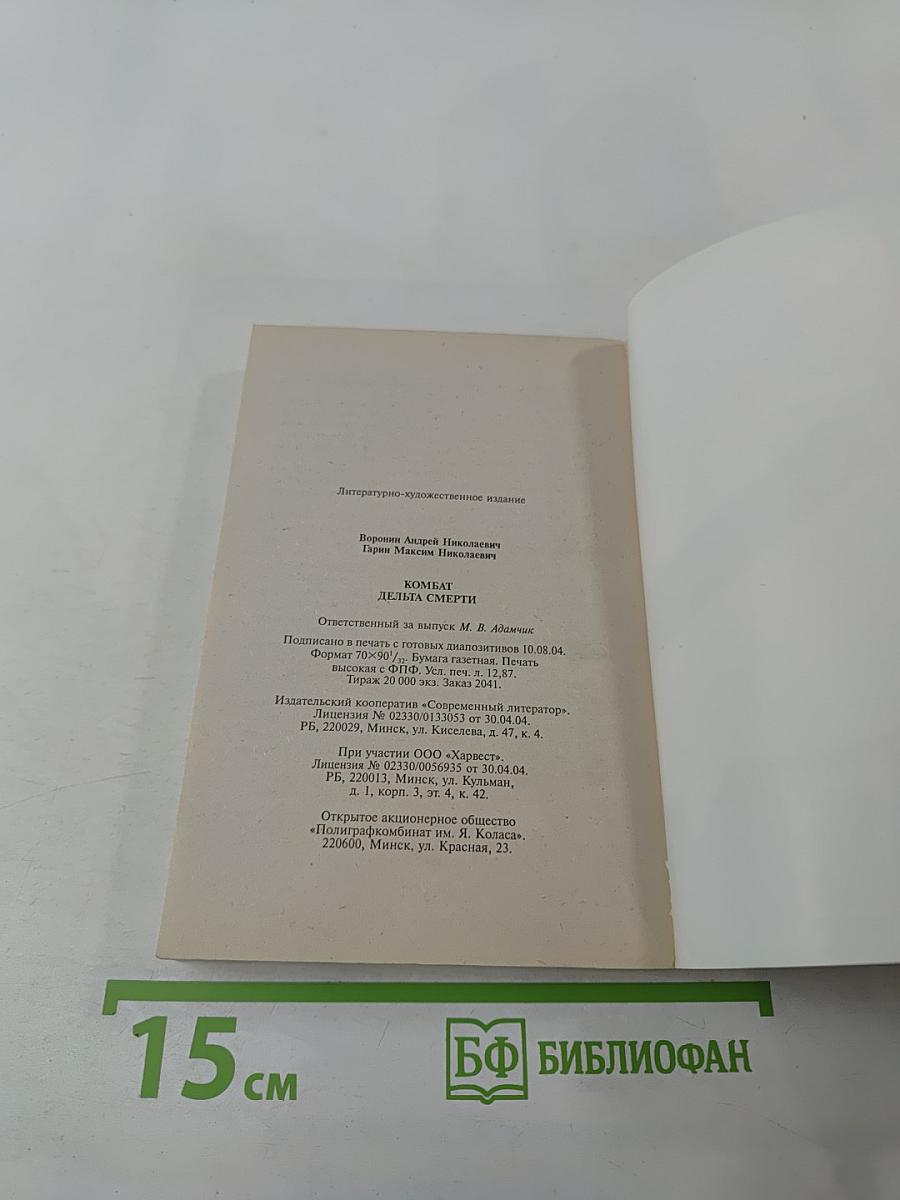 Литературно-художественное издание
Воронин Андрей Николаевич
Гарин Максим Николаевич
КОМБАТ
ДЕЛЬТА СМЕРТИ
Ответственный за выпуск М. В. Адамчик
Подписано в печать с готовых диапозитивов 10.08.04.
Формат 70×90¹/₃₂. Бумага газетная. Печать
высокая с ФПФ. Усл. печ. л. 12,87.
Тираж 20 000 экз. Заказ 2041.
Издательский кооператив «Современный литератор».
Лицензия № 02330/0133053 от 30.04.04.
РБ, 220029, Минск, ул. Киселева, д. 47, к. 4.
При участии ООО «Харвест».
Лицензия № 02330/0056935 от 30.04.04.
РБ, 220013, Минск, ул. Кульман,
д. 1, корп. 3, эт. 4, к. 42.
Открытое акционерное общество
«Полиграфкомбинат им. Я. Коласа».
220600, Минск, ул. Красная, 23.
15 см
БФ БИБЛИОФАН